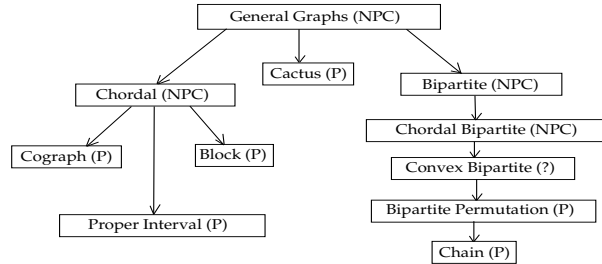 General Graphs (NPC)
Cactus (P)
Chordal (NPC)
Bipartite (NPC)
Chordal Bipartite (NPC)
Cograph (P)
Block (P)
Convex Bipartite (?)
Proper Interval (P)
Bipartite Permutation (P)
Chain (P)